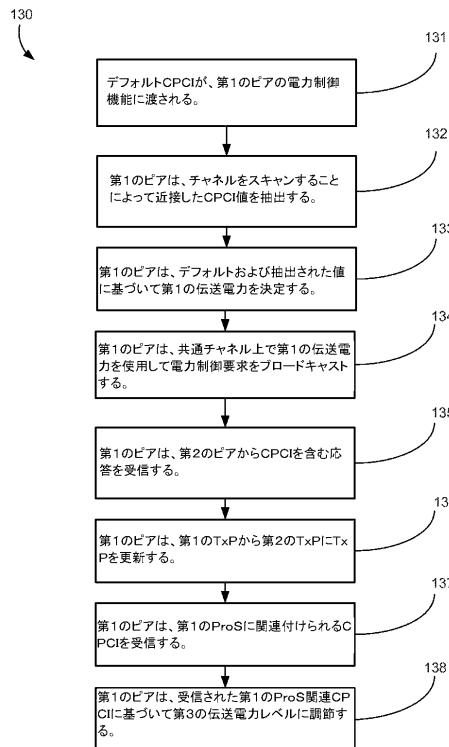 130
131
デフォルトCPCIが、第1のピアの電力制御
機能に渡される。
132
第1のピアは、チャネルをスキャンすること
によって近接したCPCI値を抽出する。
133
第1のピアは、デフォルトおよび抽出された値
に基づいて第1の伝送電力を決定する。
134
第1のピアは、共通チャネル上で第1の伝送電
力を使用して電力制御要求をブロードキャスト
する。
135
第1のピアは、第2のピアからCPCIを含む応
答を受信する。
13
第1のピアは、第1のTxPから第2のTxPにTx
Pを更新する。
137
第1のピアは、第1のProSに関連付けられるC
PCIを受信する。
138
第1のピアは、受信された第1のProS関連CP
CIに基づいて第3の伝送電力レベルに調節す
る。